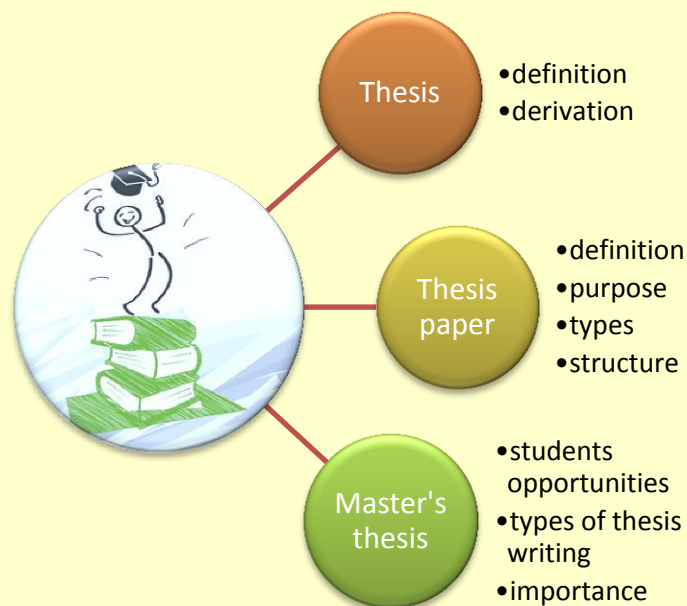 Thesis
•definition
•derivation
Thesis
paper
•definition
•purpose
•types
•structure
Master's
thesis
•students
opportunities
•types of thesis
writing
•importance